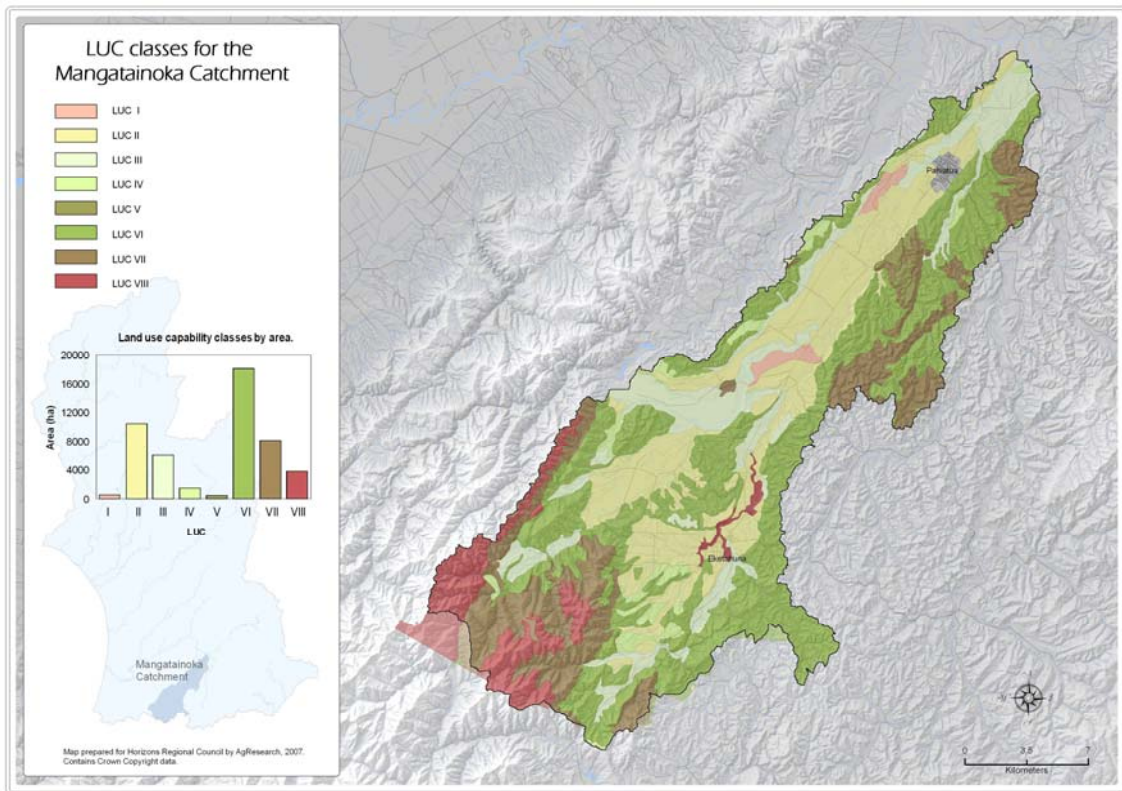 LUC classes for the
Mangatainoka Catchment
LUC I
LUC II
LUC III
LUC IV
LUC V
LUC VI
LUC VII
LUC VIII
Land use capability classes by area.
20000
16000
12000
8000
4000
0
Area (ha)
I II III IV V VI VII VIII
LUC
Mangatainoka
Catchment
Map prepared for Horizons Regional Council by AgResearch, 2007.
Contains Crown Copyright data.
Pahiatua
Eketahuna
0 3.5 7
Kilometers